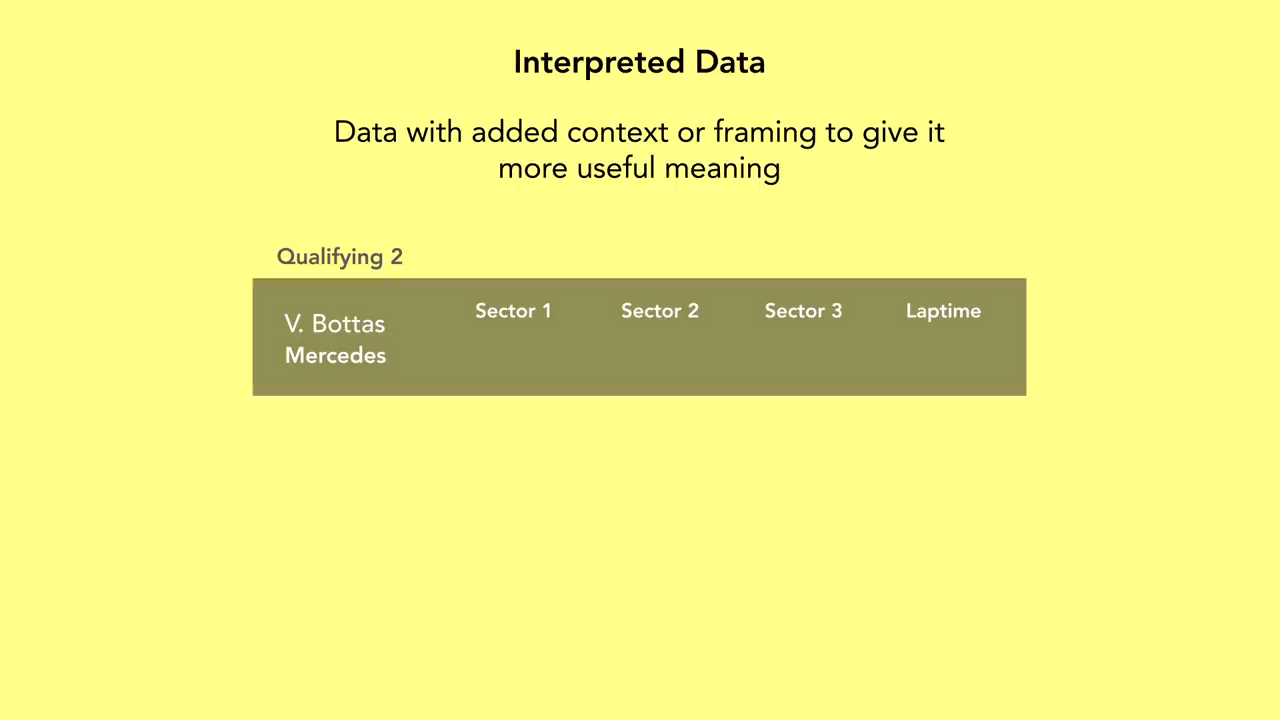 Interpreted Data
Data with added context or framing to give it
more useful meaning
Qualifying 2
V. Bottas
Mercedes
Sector 1
Sector 2
Sector 3
Laptime